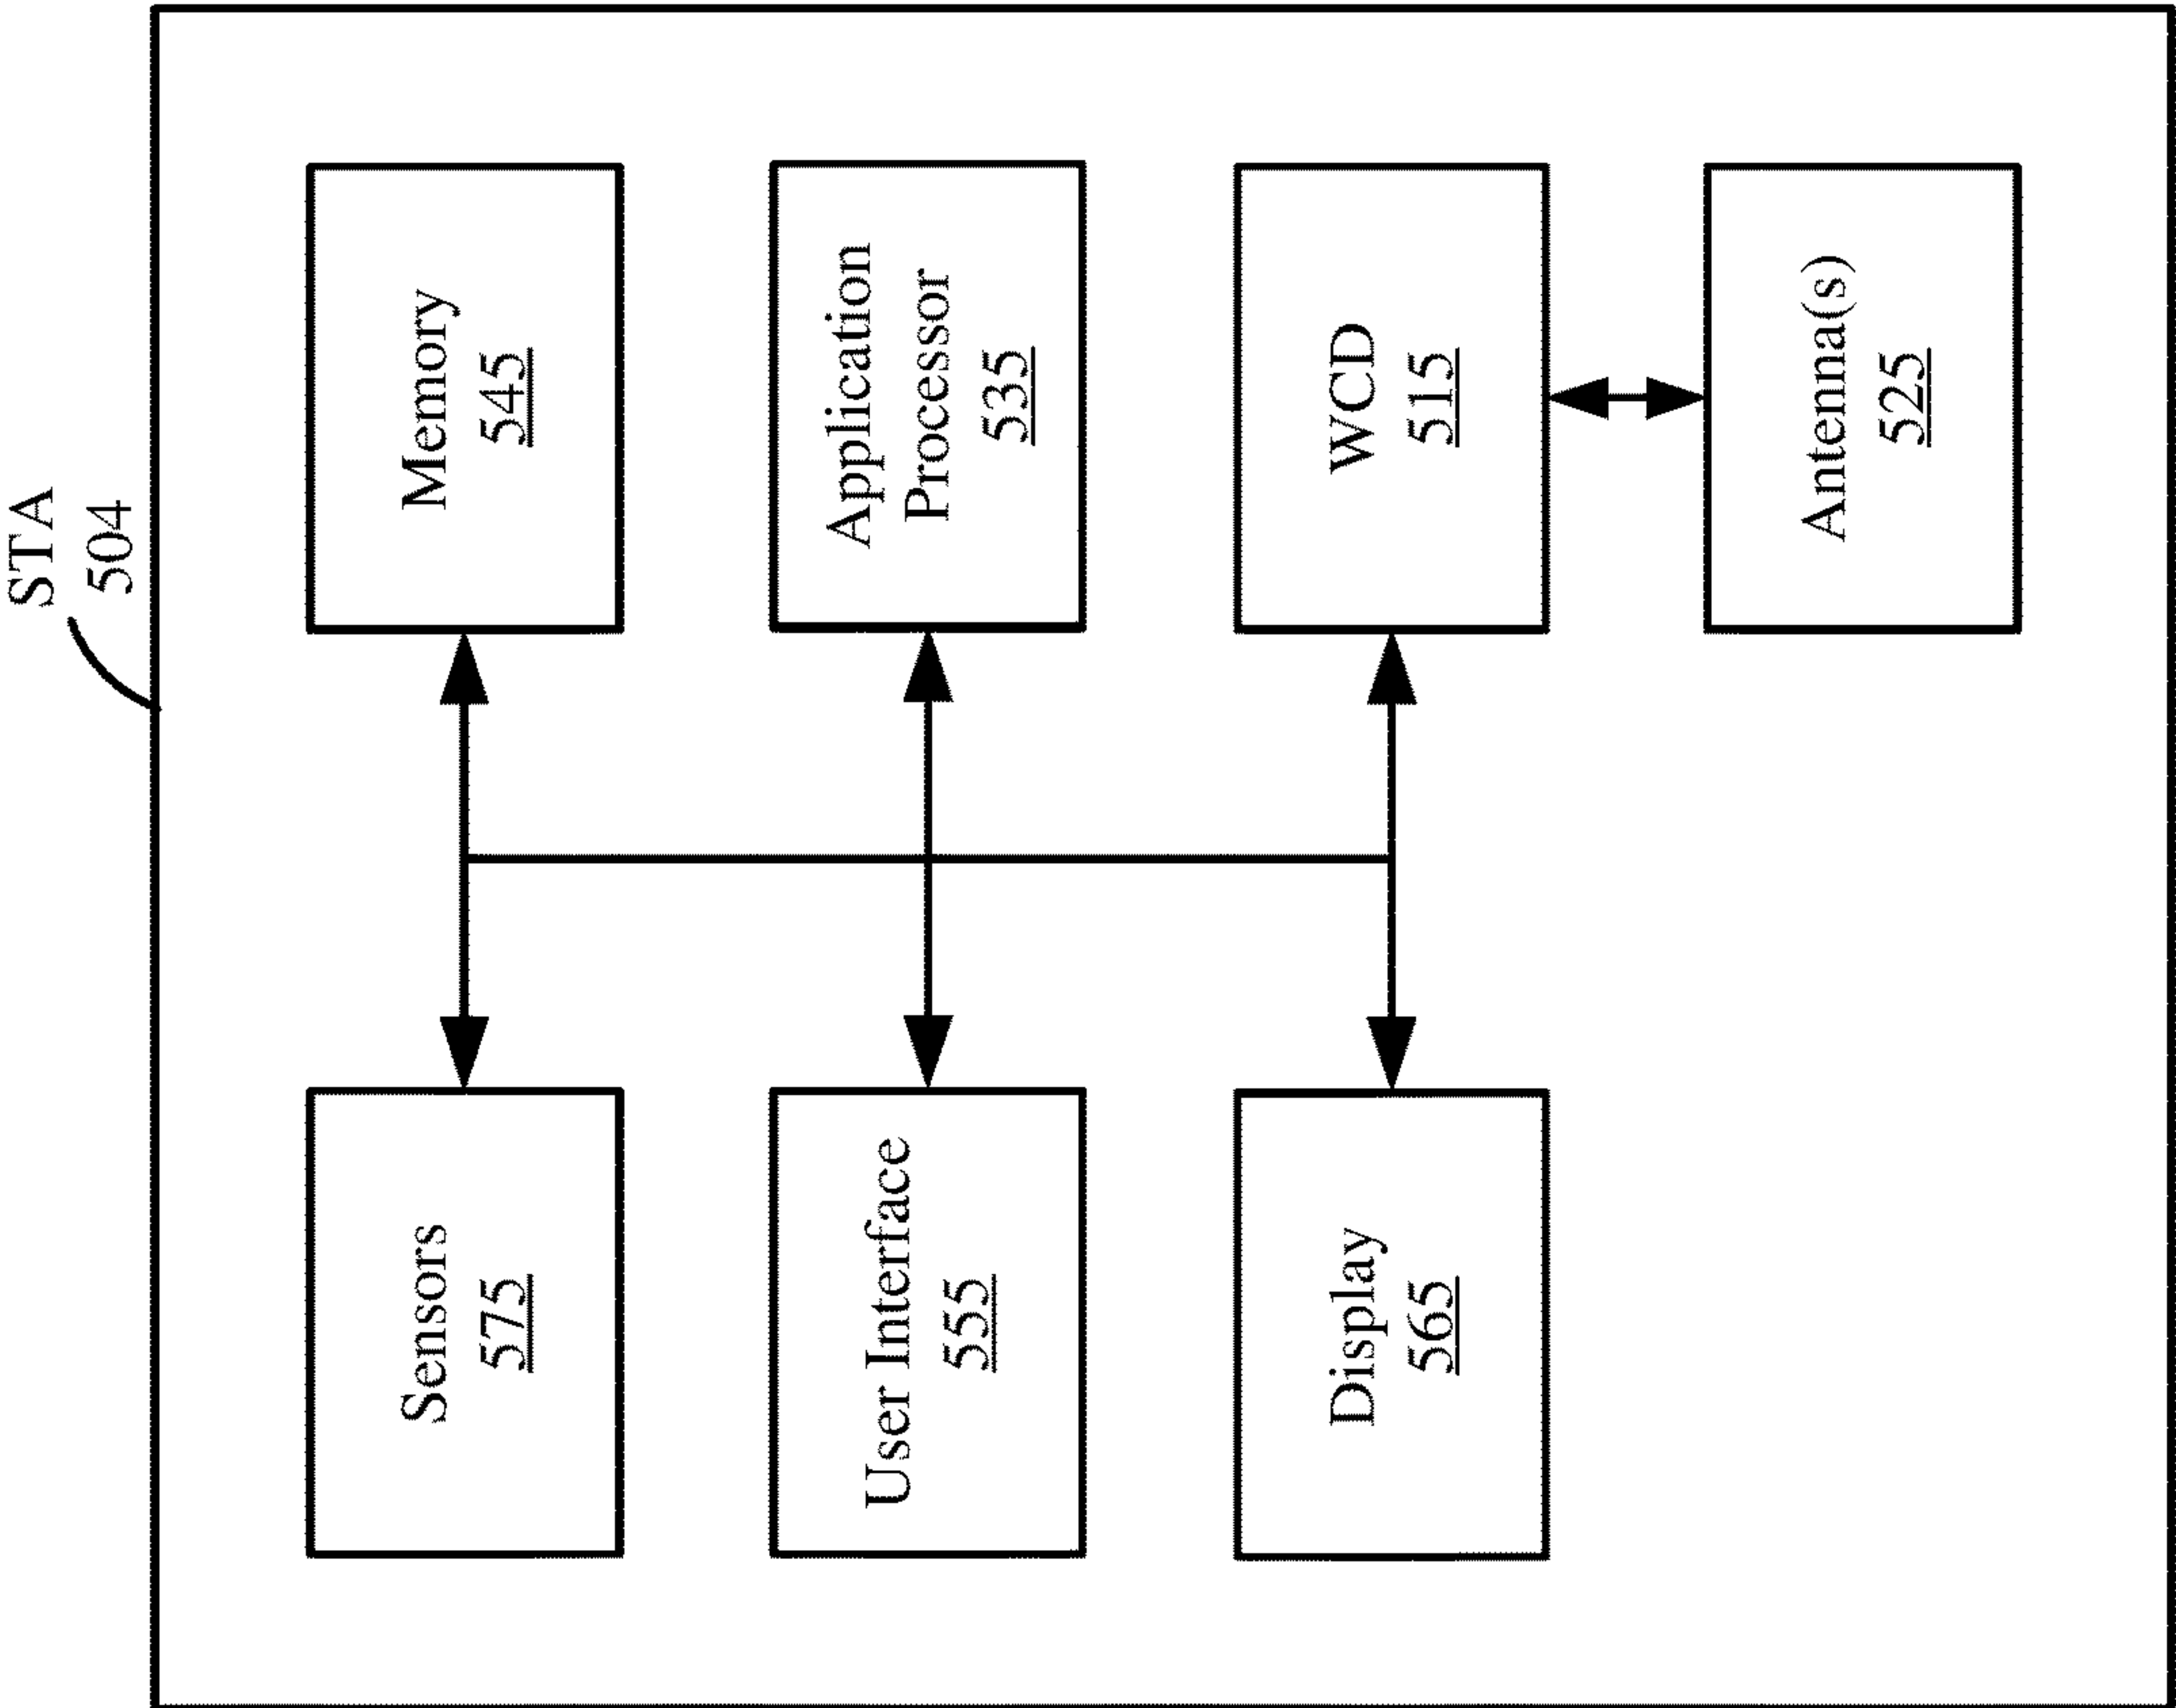 STA
504
Sensors
575
Memory
545
User Interface
555
Application
Processor
535
Display
565
WCD
515
Antenna(s)
525